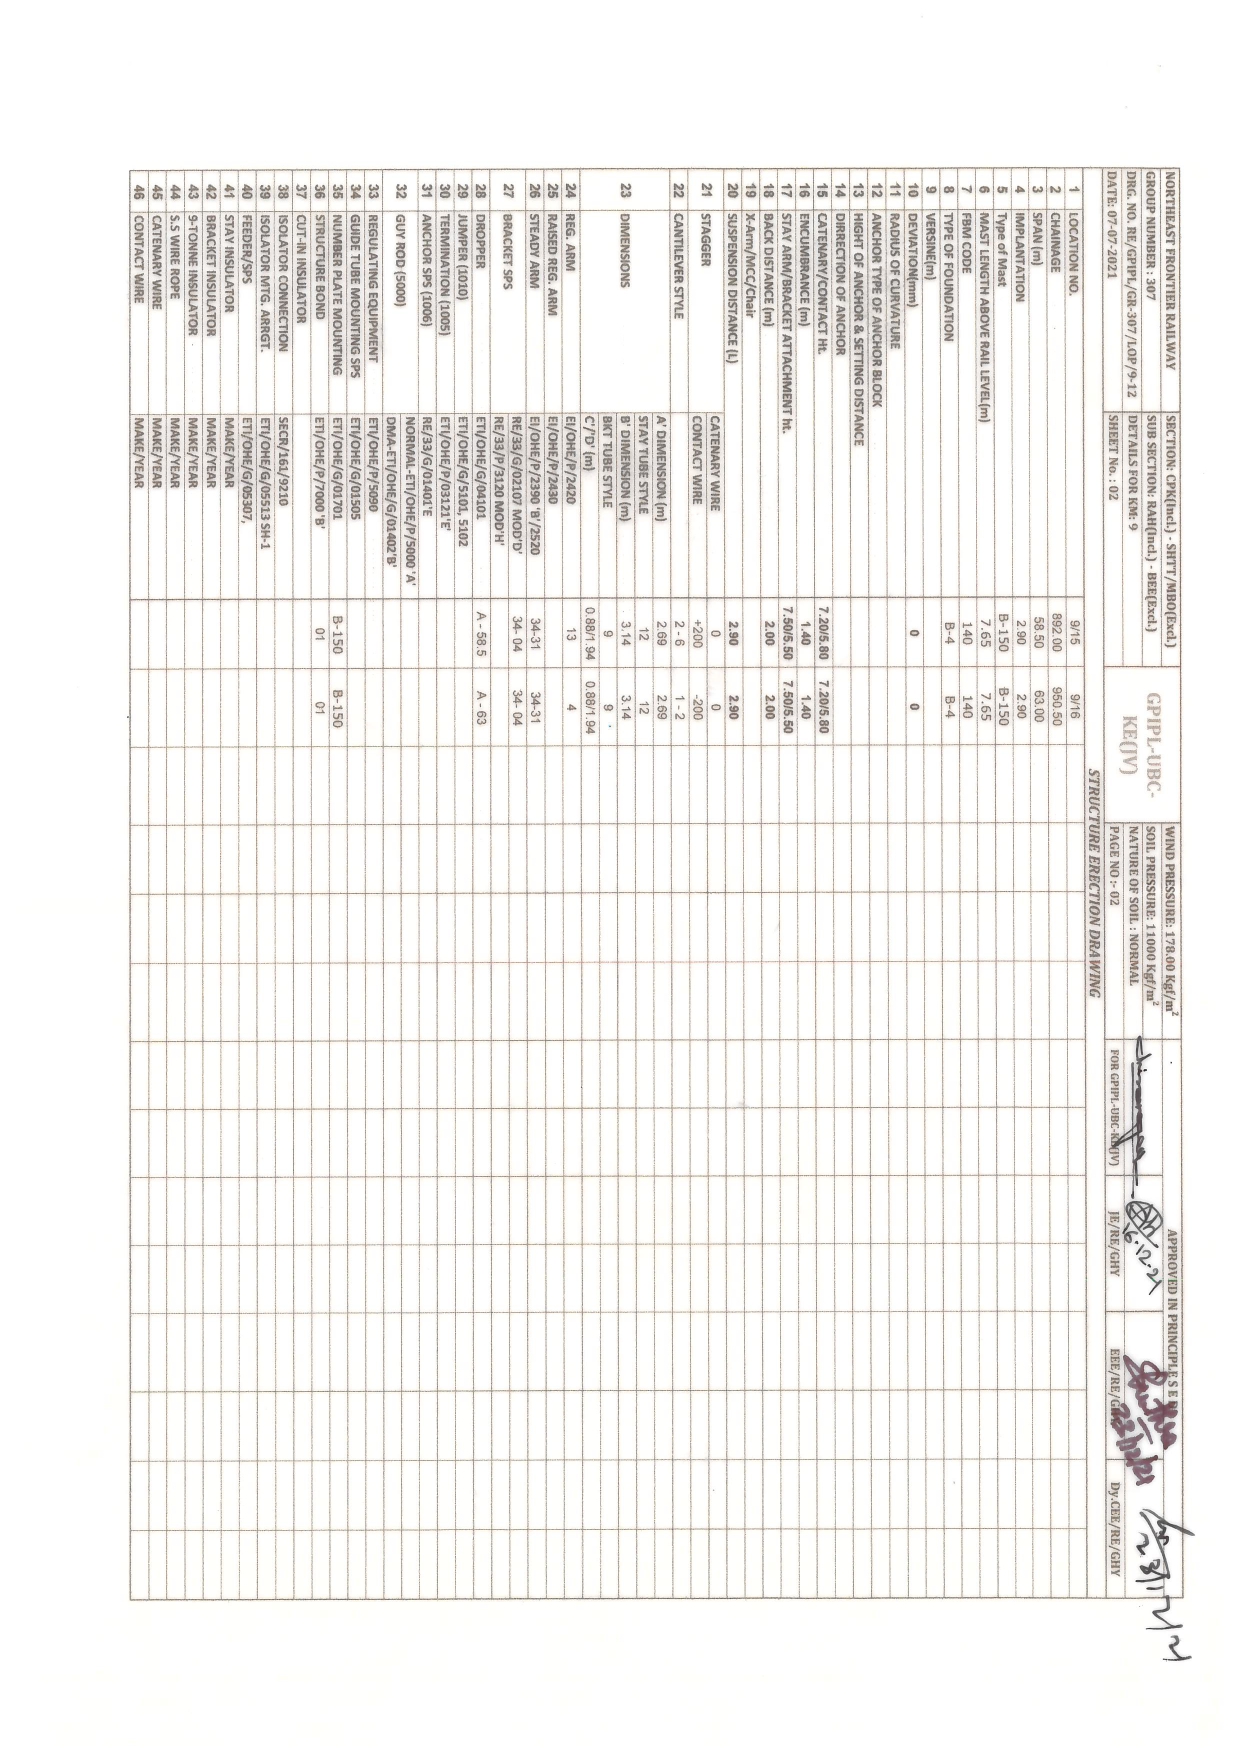 NORTHEAST FRONTIER RAILWAY SECTION: CPK(Incl.) - SHTT/MBO(Excl.) GPIPL-UBC-KE(JV) WIND PRESSURE: 178.00 Kgf/m² APPROVED IN PRINCIPLE
GROUP NUMBER : 307 SUB SECTION: RAH(Incl.) - BEE(Excl.) SOIL PRESSURE: 11000 Kgf/m²
DRG. NO. RE/GPIPL/GR-307/LOP/9-12 DETAILS FOR KM: 9 NATURE OF SOIL : NORMAL 16.12.21 23/12/21 23/12/21
DATE: 07-07-2021 SHEET No. : 02 PAGE NO :- 02 FOR GPIPL-UBC-KE(JV) JE/RE/GHY EEE/RE/GHY Dy.CEE/RE/GHY
STRUCTURE ERECTION DRAWING
1 LOCATION NO. 9/15 9/16
2 CHAINAGE 892.00 950.50
3 SPAN (m) 58.50 63.00
4 IMPLANTATION 2.90 2.90
5 Type of Mast B-150 B-150
6 MAST LENGTH ABOVE RAIL LEVEL(m) 7.65 7.65
7 FBM CODE 140 140
8 TYPE OF FOUNDATION B-4 B-4
9 VERSINE(m)
10 DEVIATION(mm) 0 0
11 RADIUS OF CURVATURE
12 ANCHOR TYPE OF ANCHOR BLOCK
13 HIGHT OF ANCHOR & SETTING DISTANCE
14 DIRRECTION OF ANCHOR
15 CATENARY/CONTACT Ht. 7.20/5.80 7.20/5.80
16 ENCUMBRANCE (m) 1.40 1.40
17 STAY ARM/BRACKET ATTACHMENT ht. 7.50/5.50 7.50/5.50
18 BACK DISTANCE (m) 2.00 2.00
19 X-Arm/MCC/Chair
20 SUSPENSION DISTANCE (L) 2.90 2.90
21 STAGGER CATENARY WIRE 0 0
CONTACT WIRE +200 -200
22 CANTILEVER STYLE 2 - 6 1 - 2
23 DIMENSIONS A' DIMENSION (m) 2.69 2.69
STAY TUBE STYLE 12 12
B' DIMENSION (m) 3.14 3.14
BKT TUBE STYLE 9 9
C'/'D' (m) 0.88/1.94 0.88/1.94
24 REG. ARM EI/OHE/P/2420 13 4
25 RAISED REG. ARM EI/OHE/P/2430
26 STEADY ARM EI/OHE/P/2390 'B'/2520 34-31 34-31
27 BRACKET SPS RE/33/G/02107 MOD'D' 34- 04 34- 04
RE/33/P/3120 MOD'H'
28 DROPPER ETI/OHE/G/04101 A - 58.5 A - 63
29 JUMPER (1010) ETI/OHE/G/5101, 5102
30 TERMINATION (1005) ETI/OHE/P/03121'E'
31 ANCHOR SPS (1006) RE/33/G/01401'E
32 GUY ROD (5000) NORMAL-ETI/OHE/P/5000 'A'
DMA-ETI/OHE/G/01402'B'
33 REGULATING EQUIPMENT ETI/OHE/P/5090
34 GUIDE TUBE MOUNTING SPS ETI/OHE/G/01505
35 NUMBER PLATE MOUNTING ETI/OHE/G/01701 B-150 B-150
36 STRUCTURE BOND ETI/OHE/P/7000 'B' 01 01
37 CUT-IN INSULATOR
38 ISOLATOR CONNECTION SECR/161/9210
39 ISOLATOR MTG. ARRGT. ETI/OHE/G/05513 SH-1
40 FEEDER/SPS ETI/OHE/G/05307,
41 STAY INSULATOR MAKE/YEAR
42 BRACKET INSULATOR MAKE/YEAR
43 9-TONNE INSULATOR MAKE/YEAR
44 S.S WIRE ROPE MAKE/YEAR
45 CATENARY WIRE MAKE/YEAR
46 CONTACT WIRE MAKE/YEAR